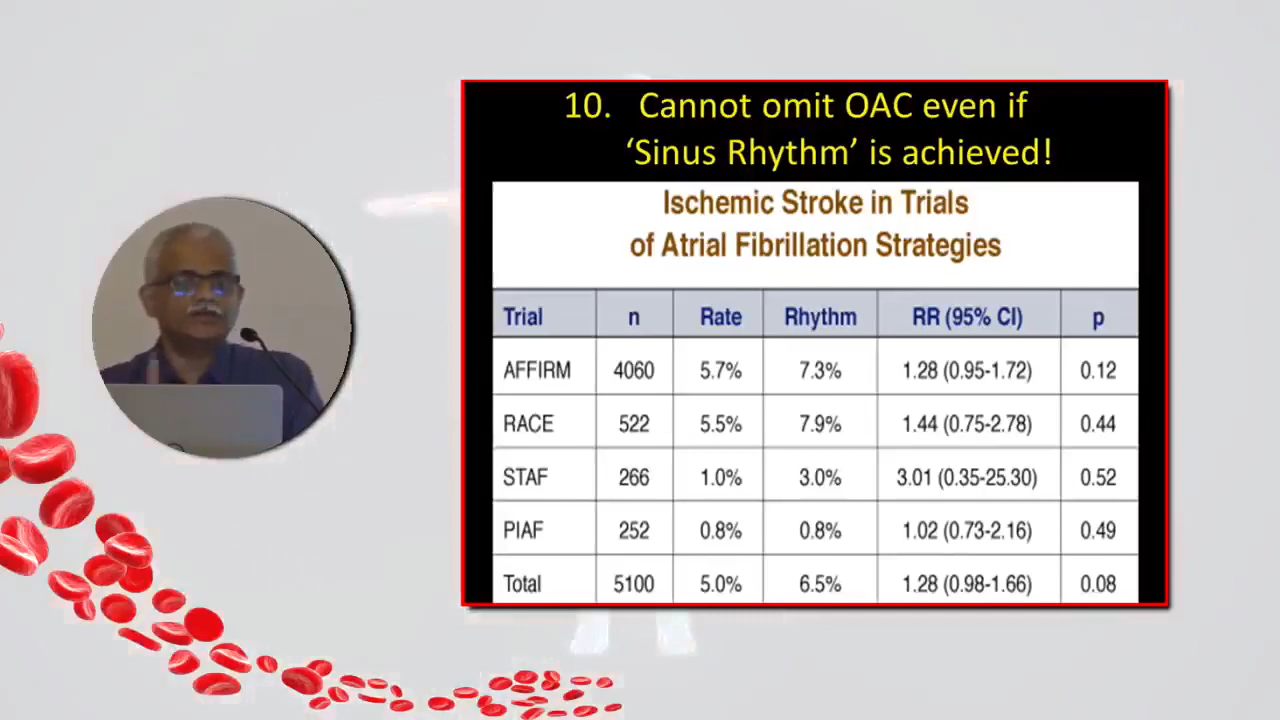 10. Cannot omit OAC even if
‘Sinus Rhythm’ is achieved!
Ischemic Stroke in Trials
of Atrial Fibrillation Strategies
Trial n Rate Rhythm RR (95% CI) p
AFFIRM 4060 5.7% 7.3% 1.28 (0.95-1.72) 0.12
RACE 522 5.5% 7.9% 1.44 (0.75-2.78) 0.44
STAF 266 1.0% 3.0% 3.01 (0.35-25.30) 0.52
PIAF 252 0.8% 0.8% 1.02 (0.73-2.16) 0.49
Total 5100 5.0% 6.5% 1.28 (0.98-1.66) 0.08